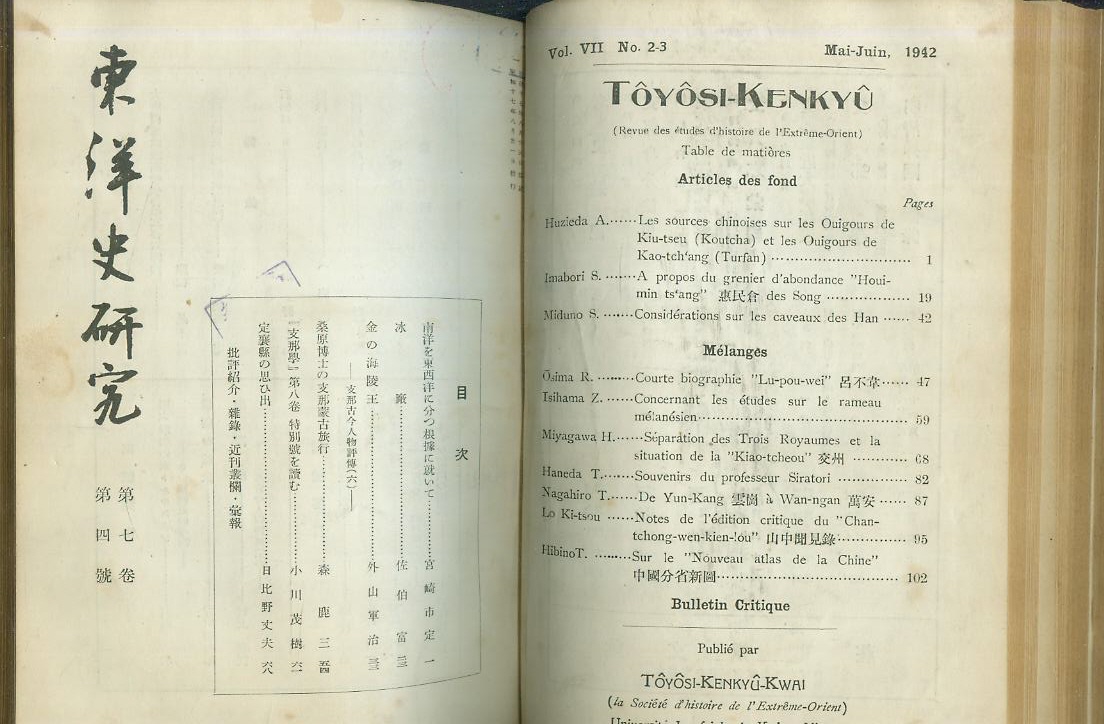 東洋史研究
第七卷
第四號
目次
南洋を東西洋に分つ根據に就いて……宮崎市定 一
冰廠……佐伯富 三三
金の海陵王……外山軍治 三三
——支那古今人物評傳(六)——
桑原博士の支那蒙古旅行……森鹿三 五四
『支那學』第八卷 特別號を讀む……小川茂樹 六一
定襄縣の思ひ出……日比野丈夫 六八
批評紹介・雜錄・近刊叢欄・彙報
Vol. VII No. 2-3 Mai-Juin, 1942
TÔYÔSI-KENKYÛ
(Revue des études d'histoire de l'Extrême-Orient)
Table de matières
Articles des fond
Pages
Huzieda A.……Les sources chinoises sur les Ouigours de
Kiu-tseu (Koutcha) et les Ouigours de
Kao-tch'ang (Turfan) …… 1
Imabori S. ……A propos du grenier d'abondance "Houi-
min ts'ang" 惠民倉 des Song …… 19
Miduno S. ……Considérations sur les caveaux des Han …… 42
Mélanges
Ôsima R. ……Courte biographie "Lu-pou-wei" 呂不韋…… 47
Isihama Z. ……Concernant les études sur le rameau
mélanésien…… 59
Miyagawa H.……Séparation des Trois Royaumes et la
situation de la "Kiao-tcheou" 交州 …… 68
Haneda T.……Souvenirs du professeur Siratori …… 82
Nagahiro T.……De Yun-Kang 雲崗 à Wan-ngan 萬安 …… 87
Lo Ki-tsou ……Notes de l'édition critique du "Chan-
tchong-wen-kien-lou" 山中聞見錄…… 95
Hibino T. ……Sur le "Nouveau atlas de la Chine"
中國分省新圖…… 102
Bulletin Critique
Publié par
TÔYÔSI-KENKYÛ-KWAI
(la Société d'histoire de l'Extrême-Orient)